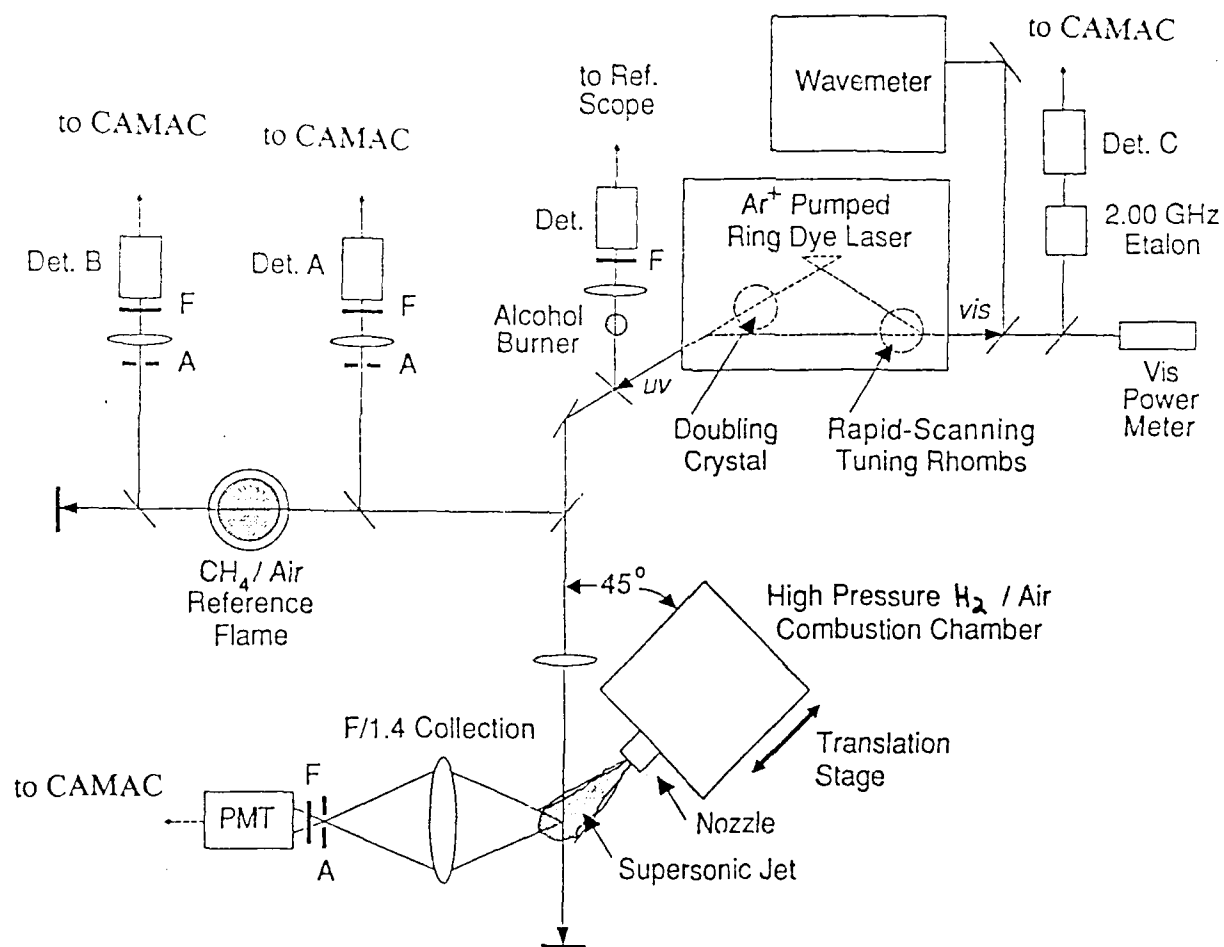 to CAMAC
Wavemeter
to Ref.
Scope
to CAMAC
to CAMAC
Det. C
Ar+ Pumped
Ring Dye Laser
2.00 GHz
Etalon
Det.
F
Det. B
F
Det. A
F
Alcohol
Burner
vis
A
A
uv
Vis
Power
Meter
Doubling
Crystal
Rapid-Scanning
Tuning Rhombs
CH4 / Air
Reference
Flame
45°
High Pressure H2 / Air
Combustion Chamber
F/1.4 Collection
Translation
Stage
to CAMAC
F
PMT
Nozzle
A
Supersonic Jet